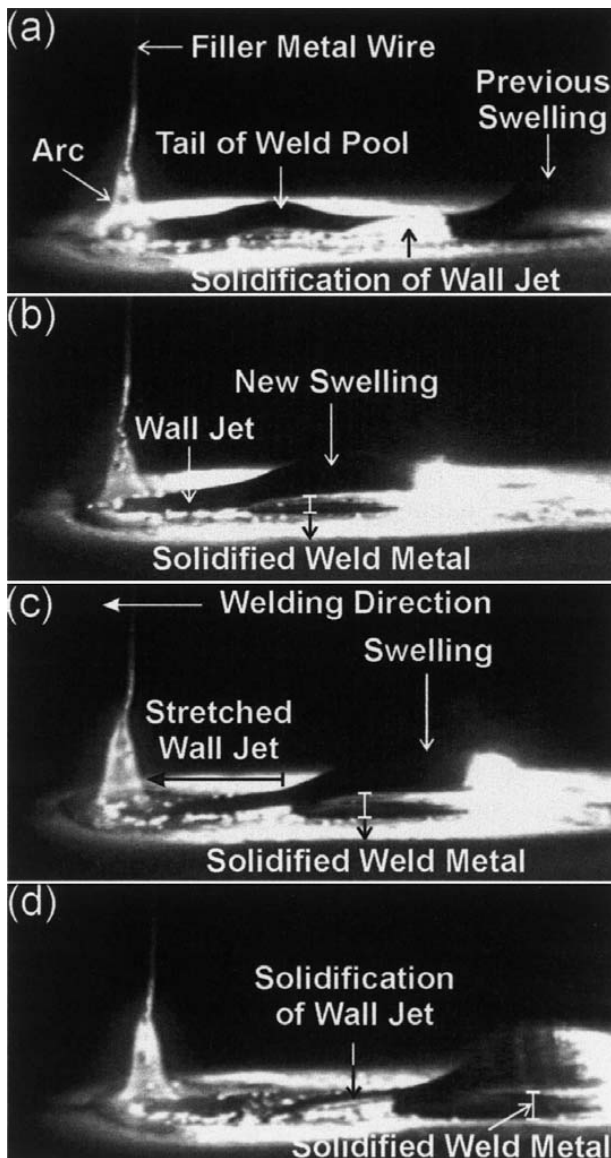 (a)
Filler Metal Wire
Previous
Swelling
Arc
Tail of Weld Pool
Solidification of Wall Jet
(b)
New Swelling
Wall Jet
Solidified Weld Metal
(c)
Welding Direction
Swelling
Stretched
Wall Jet
Solidified Weld Metal
(d)
Solidification
of Wall Jet
Solidified Weld Metal